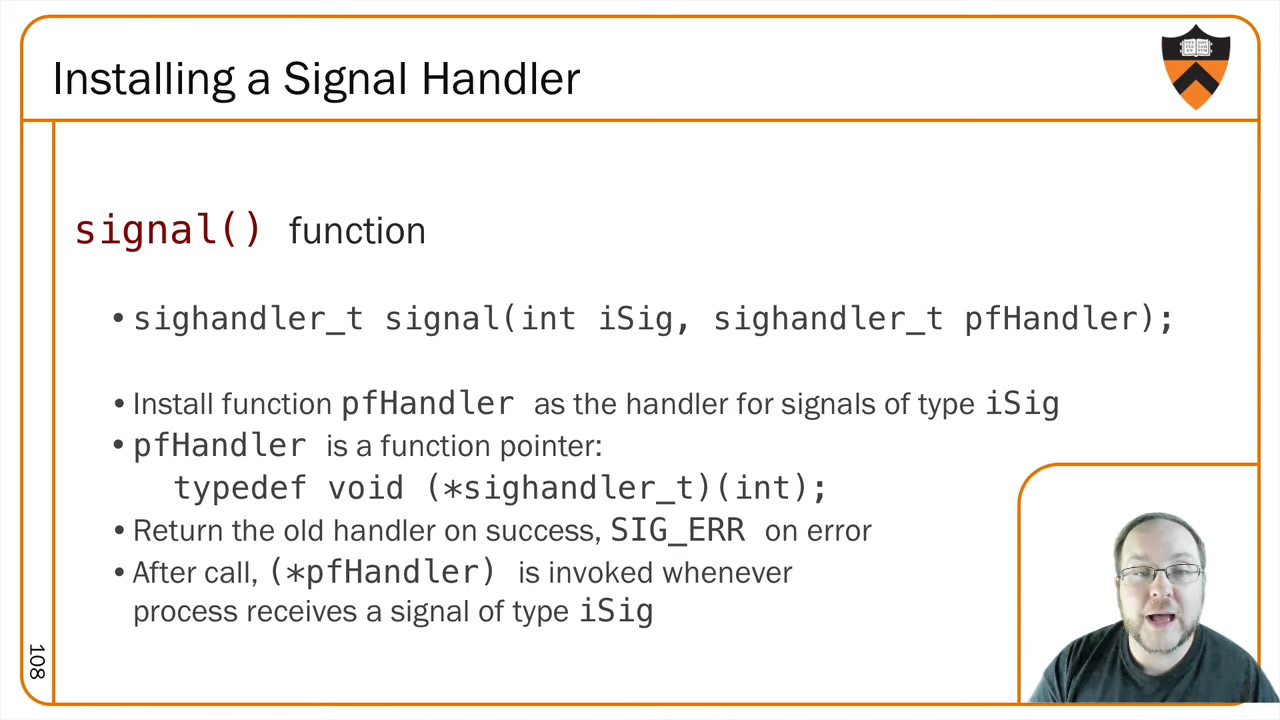 Installing a Signal Handler
signal() function
• sighandler_t signal(int iSig, sighandler_t pfHandler);
• Install function pfHandler as the handler for signals of type iSig
• pfHandler is a function pointer:
typedef void (*sighandler_t)(int);
• Return the old handler on success, SIG_ERR on error
• After call, (*pfHandler) is invoked whenever
process receives a signal of type iSig
108